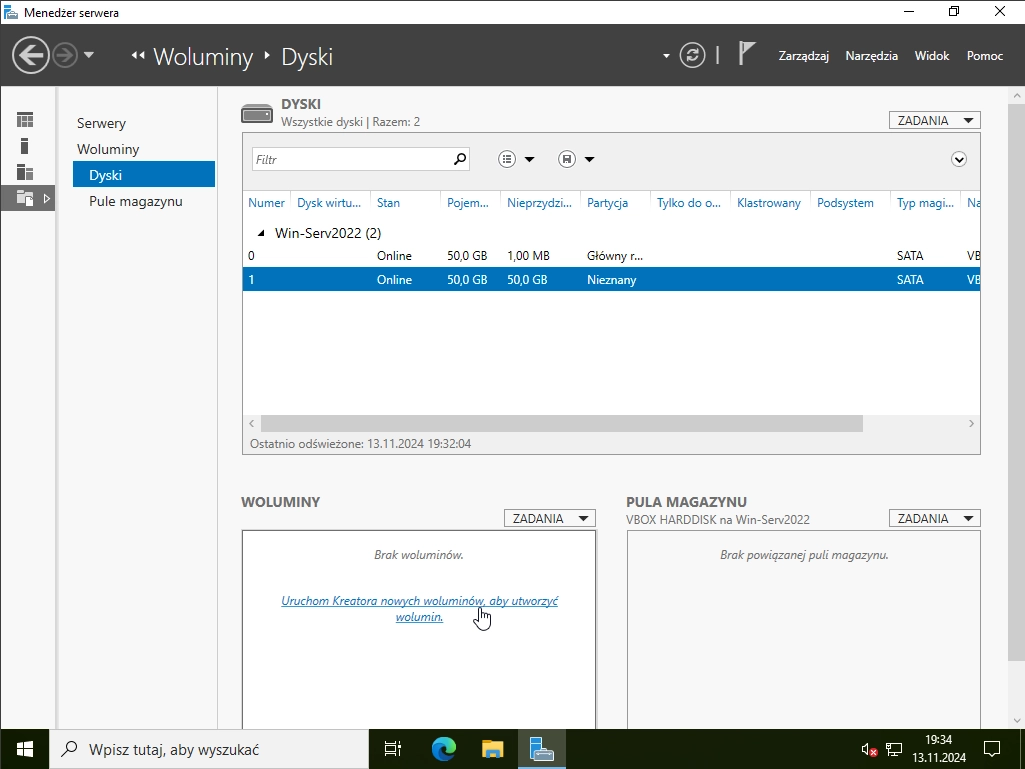 Menedżer serwera
Woluminy
Dyski
Zarządzaj
Narzędzia
Widok
Pomoc
Serwery
Woluminy
Dyski
Pule magazynu
DYSKI
Wszystkie dyski | Razem: 2
ZADANIA
Filtr
Numer Dysk wirtu... Stan Pojem... Nieprzydzi... Partycja Tylko do o... Klastrowany Podsystem Typ magi... Na
Win-Serv2022 (2)
0 Online 50,0 GB 1,00 MB Główny r... SATA VB
1 Online 50,0 GB 50,0 GB Nieznany SATA VB
Ostatnio odświeżone: 13.11.2024 19:32:04
WOLUMINY
ZADANIA
Brak woluminów.
Uruchom Kreatora nowych woluminów, aby utworzyć
wolumin.
PULA MAGAZYNU
VBOX HARDDISK na Win-Serv2022
ZADANIA
Brak powiązanej puli magazynu.
Wpisz tutaj, aby wyszukać
19:34
13.11.2024